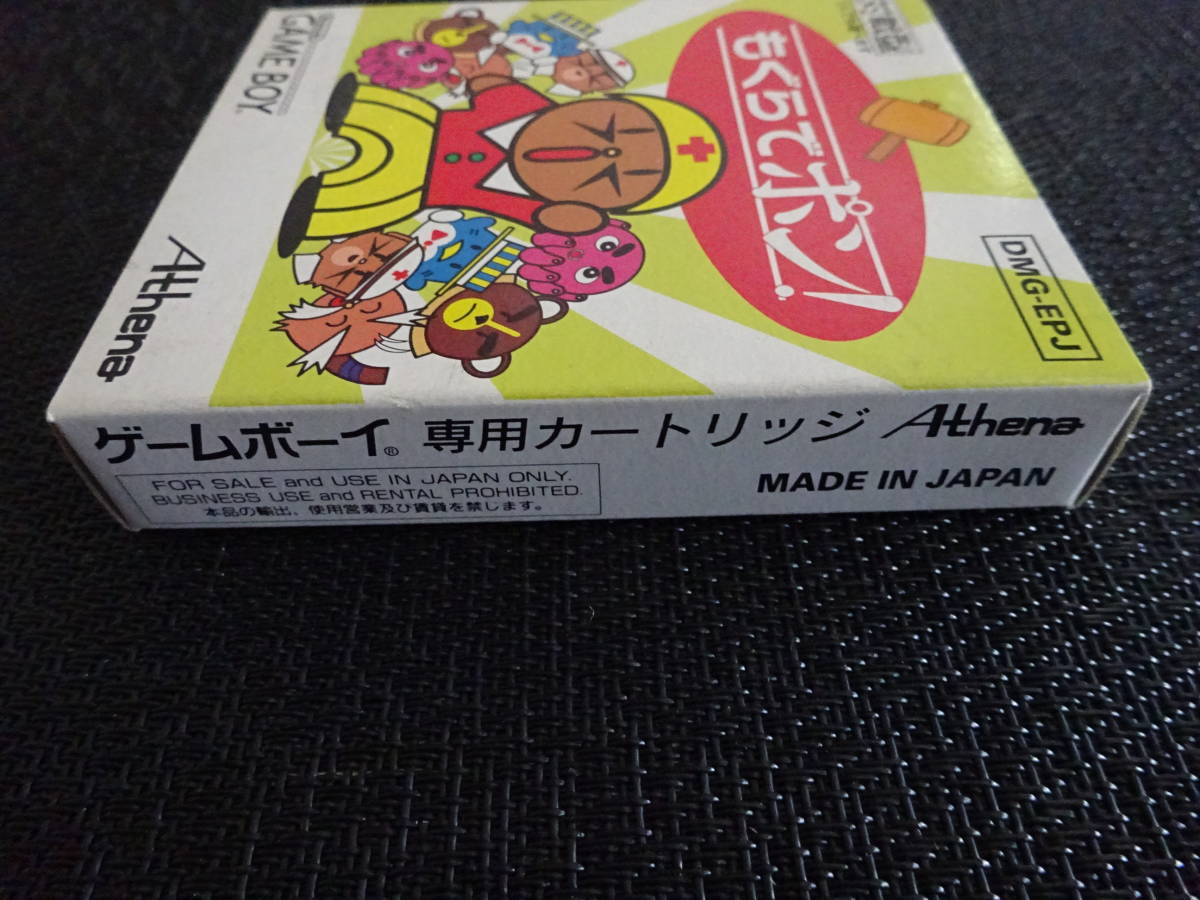 GAME BOY
もぐらでポン!
DMG-EPJ
Athena
ゲームボーイ® 専用カートリッジ Athena
FOR SALE and USE IN JAPAN ONLY.
BUSINESS USE and RENTAL PROHIBITED.
本品の輸出、使用営業及び賃貸を禁じます。
MADE IN JAPAN